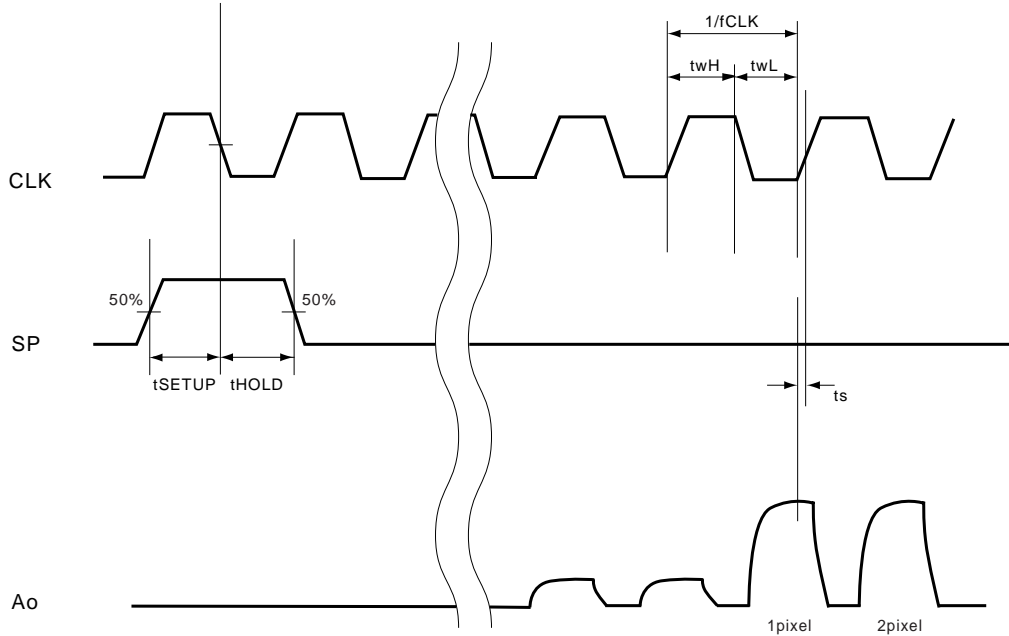 1/fCLK
twH twL
CLK
50% 50%
SP
tSETUP tHOLD
ts
Ao
1pixel 2pixel